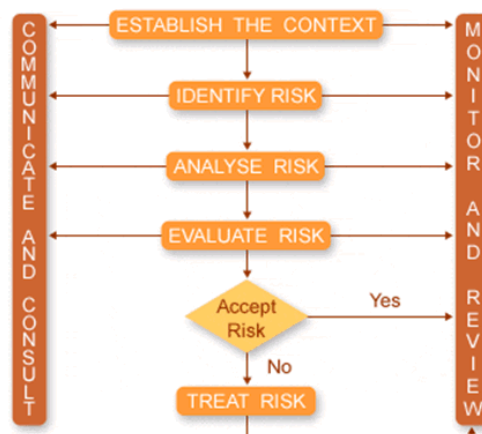 ESTABLISH THE CONTEXT
IDENTIFY RISK
ANALYSE RISK
EVALUATE RISK
Accept
Risk
Yes
No
TREAT RISK
COMMUNICATE AND CONSULT
MONITOR AND REVIEW